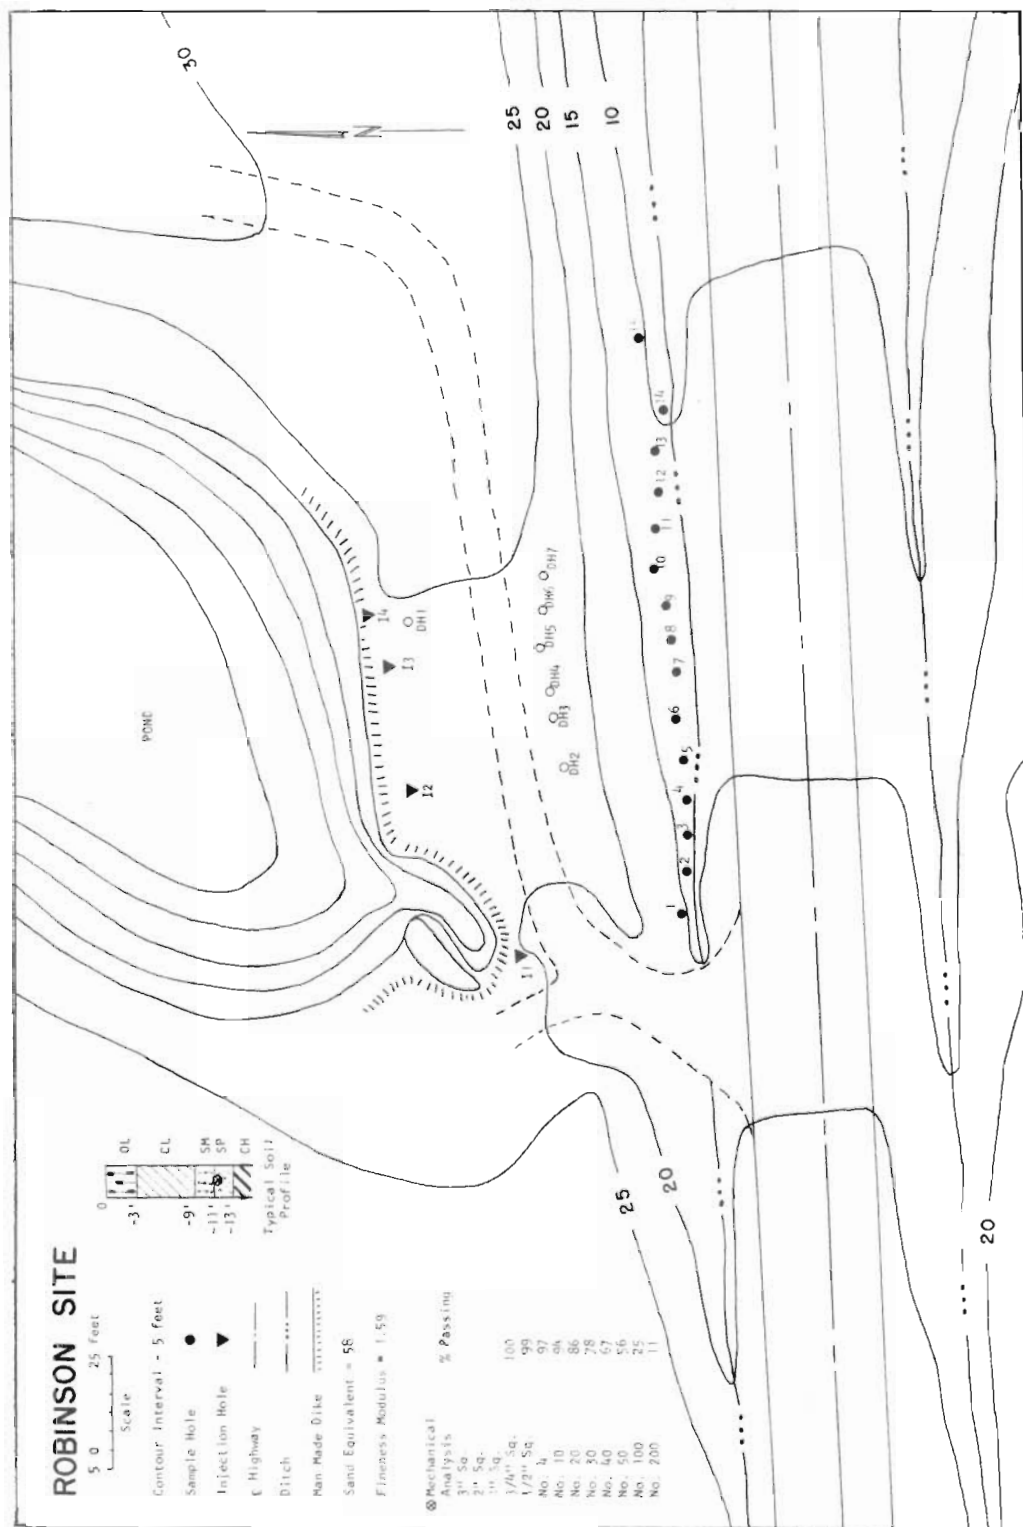 ROBINSON SITE
5 0 25 feet
Scale
Contour Interval - 5 feet
Sample Hole
Injection Hole
℄ Highway
Ditch
Man Made Dike
Sand Equivalent = 58
Fineness Modulus = 1.59
⊗ Mechanical
Analysis % Passing
3" Sq.
2" Sq.
1" Sq.
3/4" Sq. 100
1/2" Sq. 99
No. 4 97
No. 10 94
No. 20 86
No. 30 78
No. 40 67
No. 50 56
No. 100 25
No. 200 11
0
-3'
-9'
-11'
-13'
OL
CL
SM
SP
CH
Typical Soil
Profile
POND
N
30
25
20
15
10
25
20
20
I1
I2
I3
I4
DH1
DH2
DH3
DH4
DH5
DH6
DH7
1
2
3
4
5
6
7
8
9
10
11
12
13
14